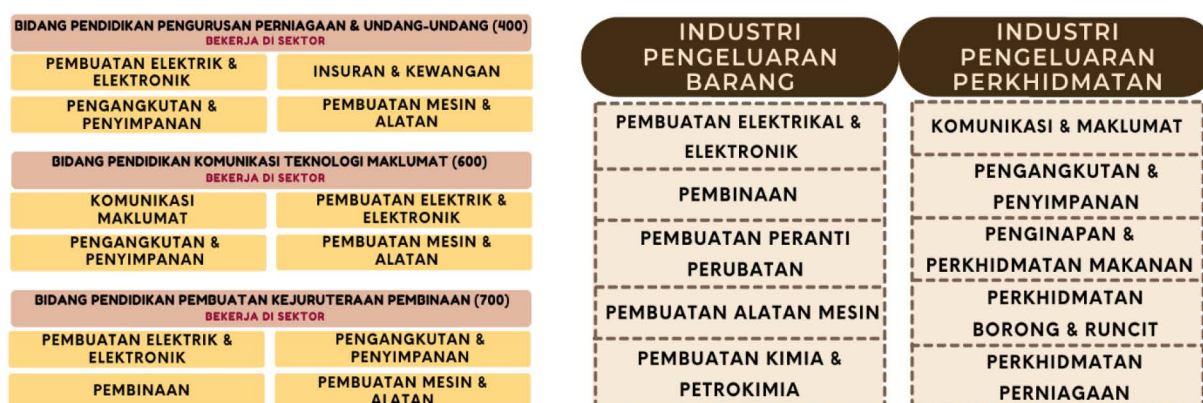 BIDANG PENDIDIKAN PENGURUSAN PERNIAGAAN & UNDANG-UNDANG (400)
BEKERJA DI SEKTOR
PEMBUATAN ELEKTRIK &
ELEKTRONIK
INSURAN & KEWANGAN
PENGANGKUTAN &
PENYIMPANAN
PEMBUATAN MESIN &
ALATAN
BIDANG PENDIDIKAN KOMUNIKASI TEKNOLOGI MAKLUMAT (600)
BEKERJA DI SEKTOR
KOMUNIKASI
MAKLUMAT
PEMBUATAN ELEKTRIK &
ELEKTRONIK
PENGANGKUTAN &
PENYIMPANAN
PEMBUATAN MESIN &
ALATAN
BIDANG PENDIDIKAN PEMBUATAN KEJURUTERAAN PEMBINAAN (700)
BEKERJA DI SEKTOR
PEMBUATAN ELEKTRIK &
ELEKTRONIK
PENGANGKUTAN &
PENYIMPANAN
PEMBINAAN
PEMBUATAN MESIN &
ALATAN
INDUSTRI
PENGELUARAN
BARANG
PEMBUATAN ELEKTRIKAL &
ELEKTRONIK
PEMBINAAN
PEMBUATAN PERANTI
PERUBATAN
PEMBUATAN ALATAN MESIN
PEMBUATAN KIMIA &
PETROKIMIA
INDUSTRI
PENGELUARAN
PERKHIDMATAN
KOMUNIKASI & MAKLUMAT
PENGANGKUTAN &
PENYIMPANAN
PENGINAPAN &
PERKHIDMATAN MAKANAN
PERKHIDMATAN
BORONG & RUNCIT
PERKHIDMATAN
PERNIAGAAN